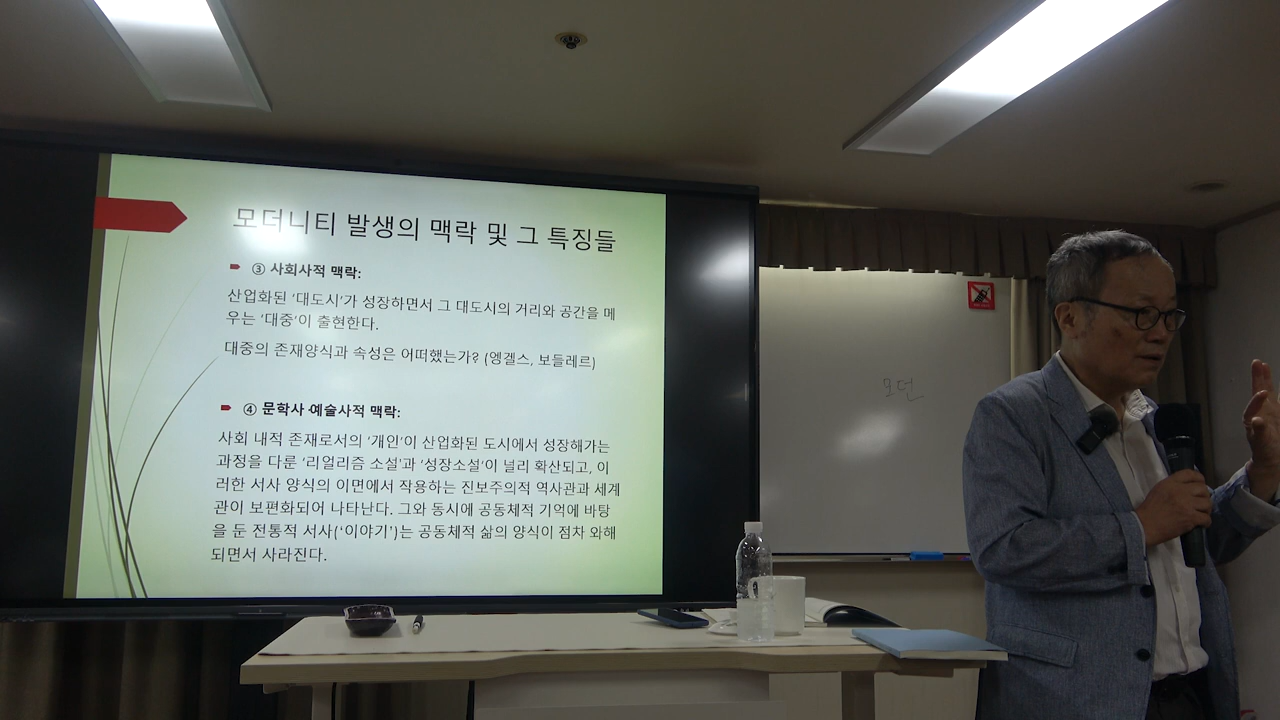 모더니티 발생의 맥락 및 그 특징들
③ 사회사적 맥락:
산업화된 '대도시'가 성장하면서 그 대도시의 거리와 공간을 메
우는 '대중'이 출현한다.
대중의 존재양식과 속성은 어떠했는가? (엥겔스, 보들레르)
④ 문학사·예술사적 맥락:
사회 내적 존재로서의 '개인'이 산업화된 도시에서 성장해가는
과정을 다룬 '리얼리즘 소설'과 '성장소설'이 널리 확산되고, 이
러한 서사 양식의 이면에서 작용하는 진보주의적 역사관과 세계
관이 보편화되어 나타난다. 그와 동시에 공동체적 기억에 바탕
을 둔 전통적 서사('이야기')는 공동체적 삶의 양식이 점차 와해
되면서 사라진다.
모던